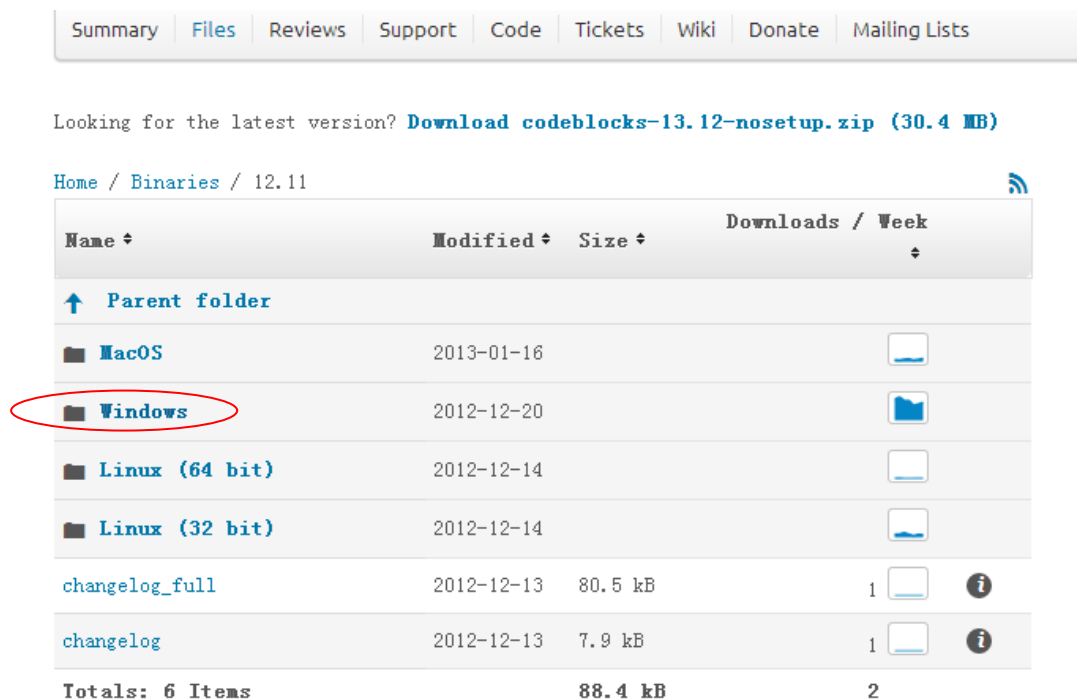 Summary Files Reviews Support Code Tickets Wiki Donate Mailing Lists
Looking for the latest version? Download codeblocks-13.12-nosetup.zip (30.4 MB)
Home / Binaries / 12.11
Name Modified Size Downloads / Week
Parent folder
MacOS 2013-01-16
Windows 2012-12-20
Linux (64 bit) 2012-12-14
Linux (32 bit) 2012-12-14
changelog_full 2012-12-13 80.5 kB 1
changelog 2012-12-13 7.9 kB 1
Totals: 6 Items 88.4 kB 2